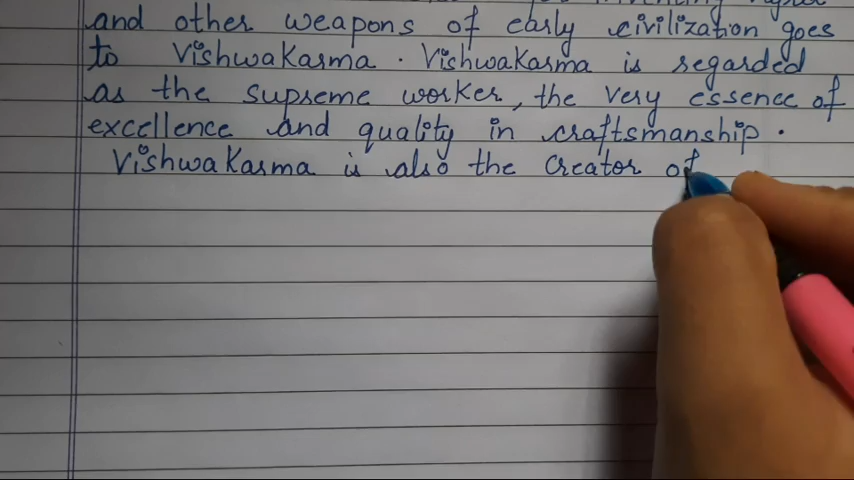 and other weapons of early civilization goes
to Vishwakarma. Vishwakarma is regarded
as the supreme worker, the very essence of
excellence and quality in craftsmanship.
Vishwakarma is also the creator of